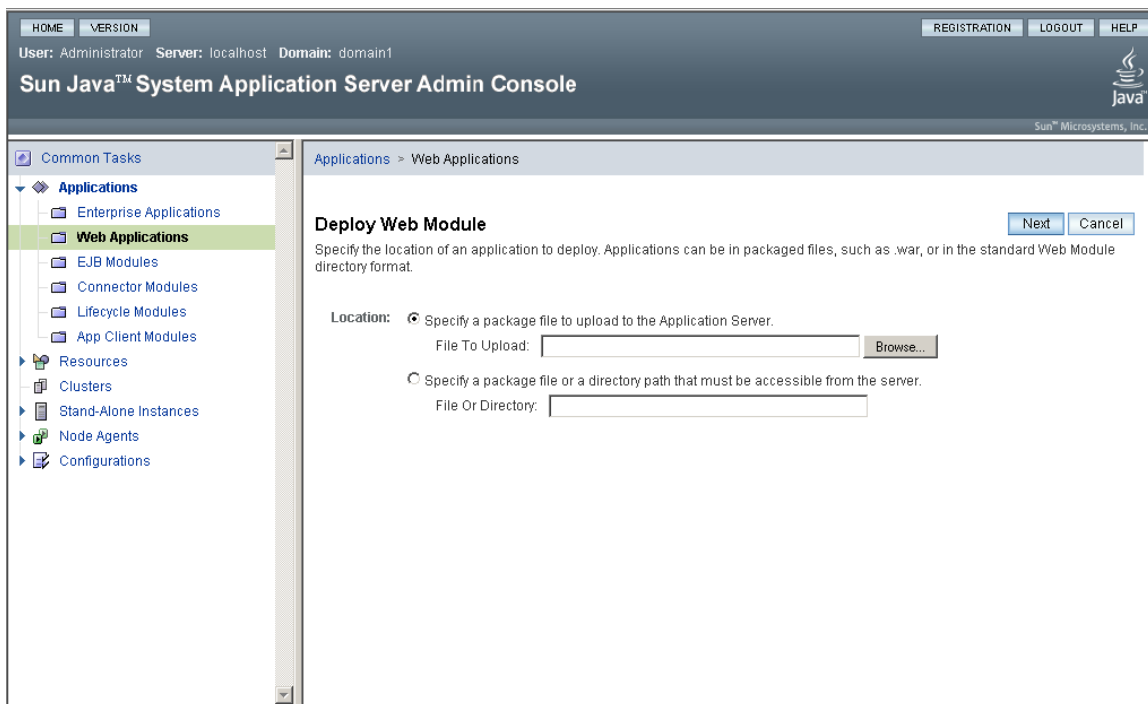 HOME VERSION REGISTRATION LOGOUT HELP
User: Administrator Server: localhost Domain: domain1
Sun Java™ System Application Server Admin Console
Java™
Sun™ Microsystems, Inc.
Common Tasks
Applications
Enterprise Applications
Web Applications
EJB Modules
Connector Modules
Lifecycle Modules
App Client Modules
Resources
Clusters
Stand-Alone Instances
Node Agents
Configurations
Applications > Web Applications
Deploy Web Module
Next Cancel
Specify the location of an application to deploy. Applications can be in packaged files, such as .war, or in the standard Web Module
directory format.
Location: Specify a package file to upload to the Application Server.
File To Upload: Browse...
Specify a package file or a directory path that must be accessible from the server.
File Or Directory: